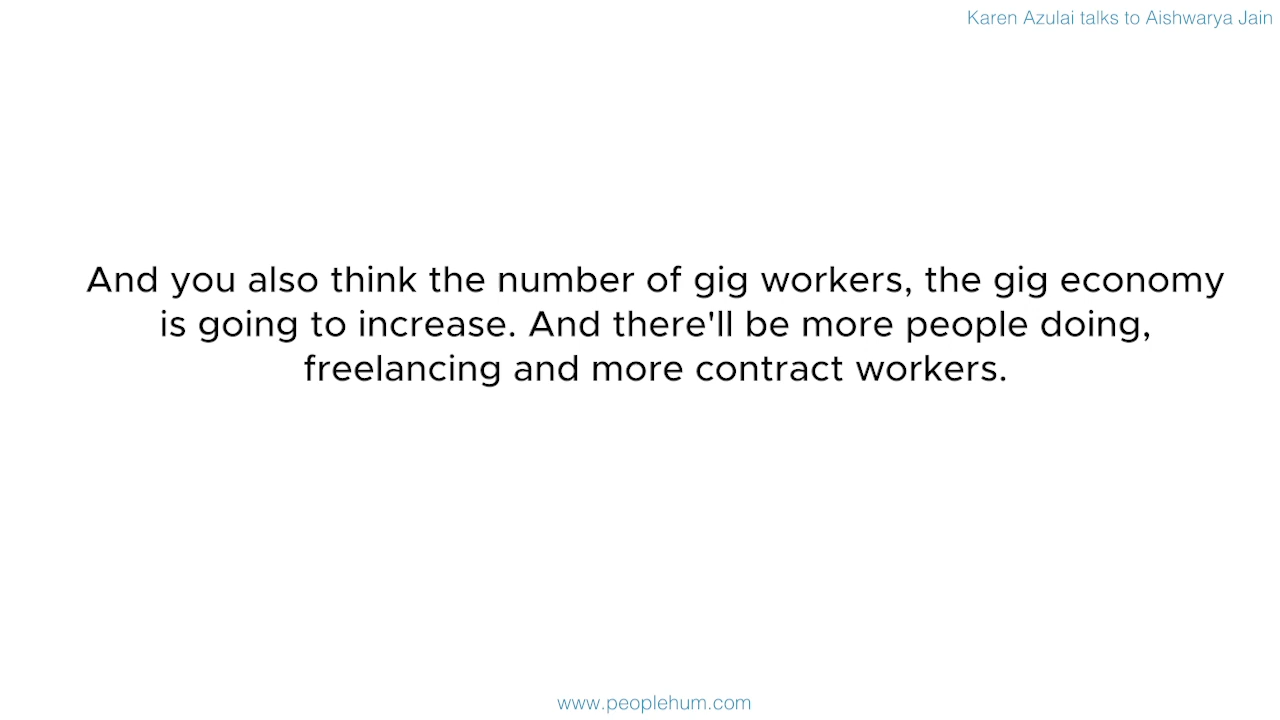 Karen Azulai talks to Aishwarya Jain
And you also think the number of gig workers, the gig economy
is going to increase. And there'll be more people doing,
freelancing and more contract workers.
www.peoplehum.com